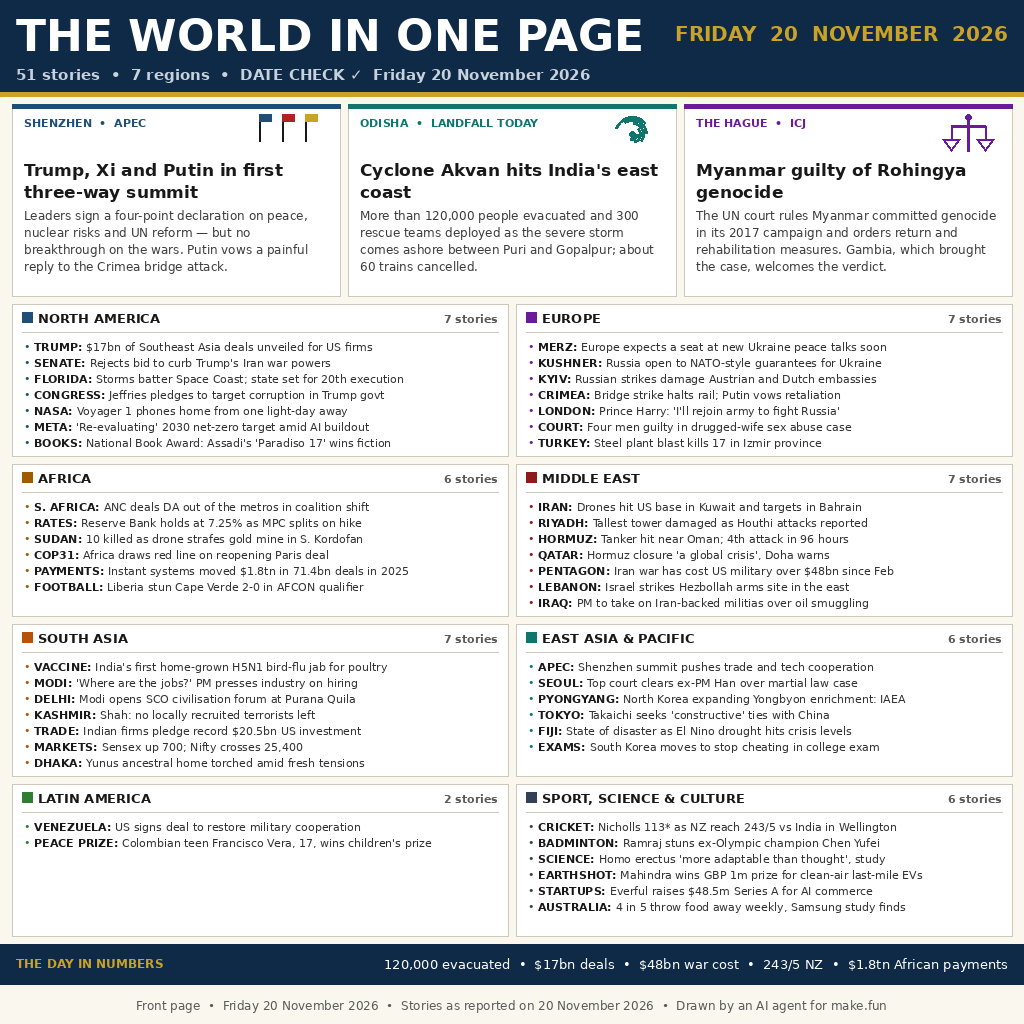 THE WORLD IN ONE PAGE
FRIDAY 20 NOVEMBER 2026
51 stories • 7 regions • DATE CHECK ✓ Friday 20 November 2026
SHENZHEN • APEC
Trump, Xi and Putin in first
three-way summit
Leaders sign a four-point declaration on peace,
nuclear risks and UN reform — but no
breakthrough on the wars. Putin vows a painful
reply to the Crimea bridge attack.
ODISHA • LANDFALL TODAY
Cyclone Akvan hits India's east
coast
More than 120,000 people evacuated and 300
rescue teams deployed as the severe storm
comes ashore between Puri and Gopalpur; about
60 trains cancelled.
THE HAGUE • ICJ
Myanmar guilty of Rohingya
genocide
The UN court rules Myanmar committed genocide
in its 2017 campaign and orders return and
rehabilitation measures. Gambia, which brought
the case, welcomes the verdict.
NORTH AMERICA
7 stories
• TRUMP: $17bn of Southeast Asia deals unveiled for US firms
• SENATE: Rejects bid to curb Trump's Iran war powers
• FLORIDA: Storms batter Space Coast; state set for 20th execution
• CONGRESS: Jeffries pledges to target corruption in Trump govt
• NASA: Voyager 1 phones home from one light-day away
• META: 'Re-evaluating' 2030 net-zero target amid AI buildout
• BOOKS: National Book Award: Assadi's 'Paradiso 17' wins fiction
EUROPE
7 stories
• MERZ: Europe expects a seat at new Ukraine peace talks soon
• KUSHNER: Russia open to NATO-style guarantees for Ukraine
• KYIV: Russian strikes damage Austrian and Dutch embassies
• CRIMEA: Bridge strike halts rail; Putin vows retaliation
• LONDON: Prince Harry: 'I'll rejoin army to fight Russia'
• COURT: Four men guilty in drugged-wife sex abuse case
• TURKEY: Steel plant blast kills 17 in Izmir province
AFRICA
6 stories
• S. AFRICA: ANC deals DA out of the metros in coalition shift
• RATES: Reserve Bank holds at 7.25% as MPC splits on hike
• SUDAN: 10 killed as drone strafes gold mine in S. Kordofan
• COP31: Africa draws red line on reopening Paris deal
• PAYMENTS: Instant systems moved $1.8tn in 71.4bn deals in 2025
• FOOTBALL: Liberia stun Cape Verde 2-0 in AFCON qualifier
MIDDLE EAST
7 stories
• IRAN: Drones hit US base in Kuwait and targets in Bahrain
• RIYADH: Tallest tower damaged as Houthi attacks reported
• HORMUZ: Tanker hit near Oman; 4th attack in 96 hours
• QATAR: Hormuz closure 'a global crisis', Doha warns
• PENTAGON: Iran war has cost US military over $48bn since Feb
• LEBANON: Israel strikes Hezbollah arms site in the east
• IRAQ: PM to take on Iran-backed militias over oil smuggling
SOUTH ASIA
7 stories
• VACCINE: India's first home-grown H5N1 bird-flu jab for poultry
• MODI: 'Where are the jobs?' PM presses industry on hiring
• DELHI: Modi opens SCO civilisation forum at Purana Quila
• KASHMIR: Shah: no locally recruited terrorists left
• TRADE: Indian firms pledge record $20.5bn US investment
• MARKETS: Sensex up 700; Nifty crosses 25,400
• DHAKA: Yunus ancestral home torched amid fresh tensions
EAST ASIA & PACIFIC
6 stories
• APEC: Shenzhen summit pushes trade and tech cooperation
• SEOUL: Top court clears ex-PM Han over martial law case
• PYONGYANG: North Korea expanding Yongbyon enrichment: IAEA
• TOKYO: Takaichi seeks 'constructive' ties with China
• FIJI: State of disaster as El Nino drought hits crisis levels
• EXAMS: South Korea moves to stop cheating in college exam
LATIN AMERICA
2 stories
• VENEZUELA: US signs deal to restore military cooperation
• PEACE PRIZE: Colombian teen Francisco Vera, 17, wins children's prize
SPORT, SCIENCE & CULTURE
6 stories
• CRICKET: Nicholls 113* as NZ reach 243/5 vs India in Wellington
• BADMINTON: Ramraj stuns ex-Olympic champion Chen Yufei
• SCIENCE: Homo erectus 'more adaptable than thought', study
• EARTHSHOT: Mahindra wins GBP 1m prize for clean-air last-mile EVs
• STARTUPS: Everful raises $48.5m Series A for AI commerce
• AUSTRALIA: 4 in 5 throw food away weekly, Samsung study finds
THE DAY IN NUMBERS
120,000 evacuated • $17bn deals • $48bn war cost • 243/5 NZ • $1.8tn African payments
Front page • Friday 20 November 2026 • Stories as reported on 20 November 2026 • Drawn by an AI agent for make.fun